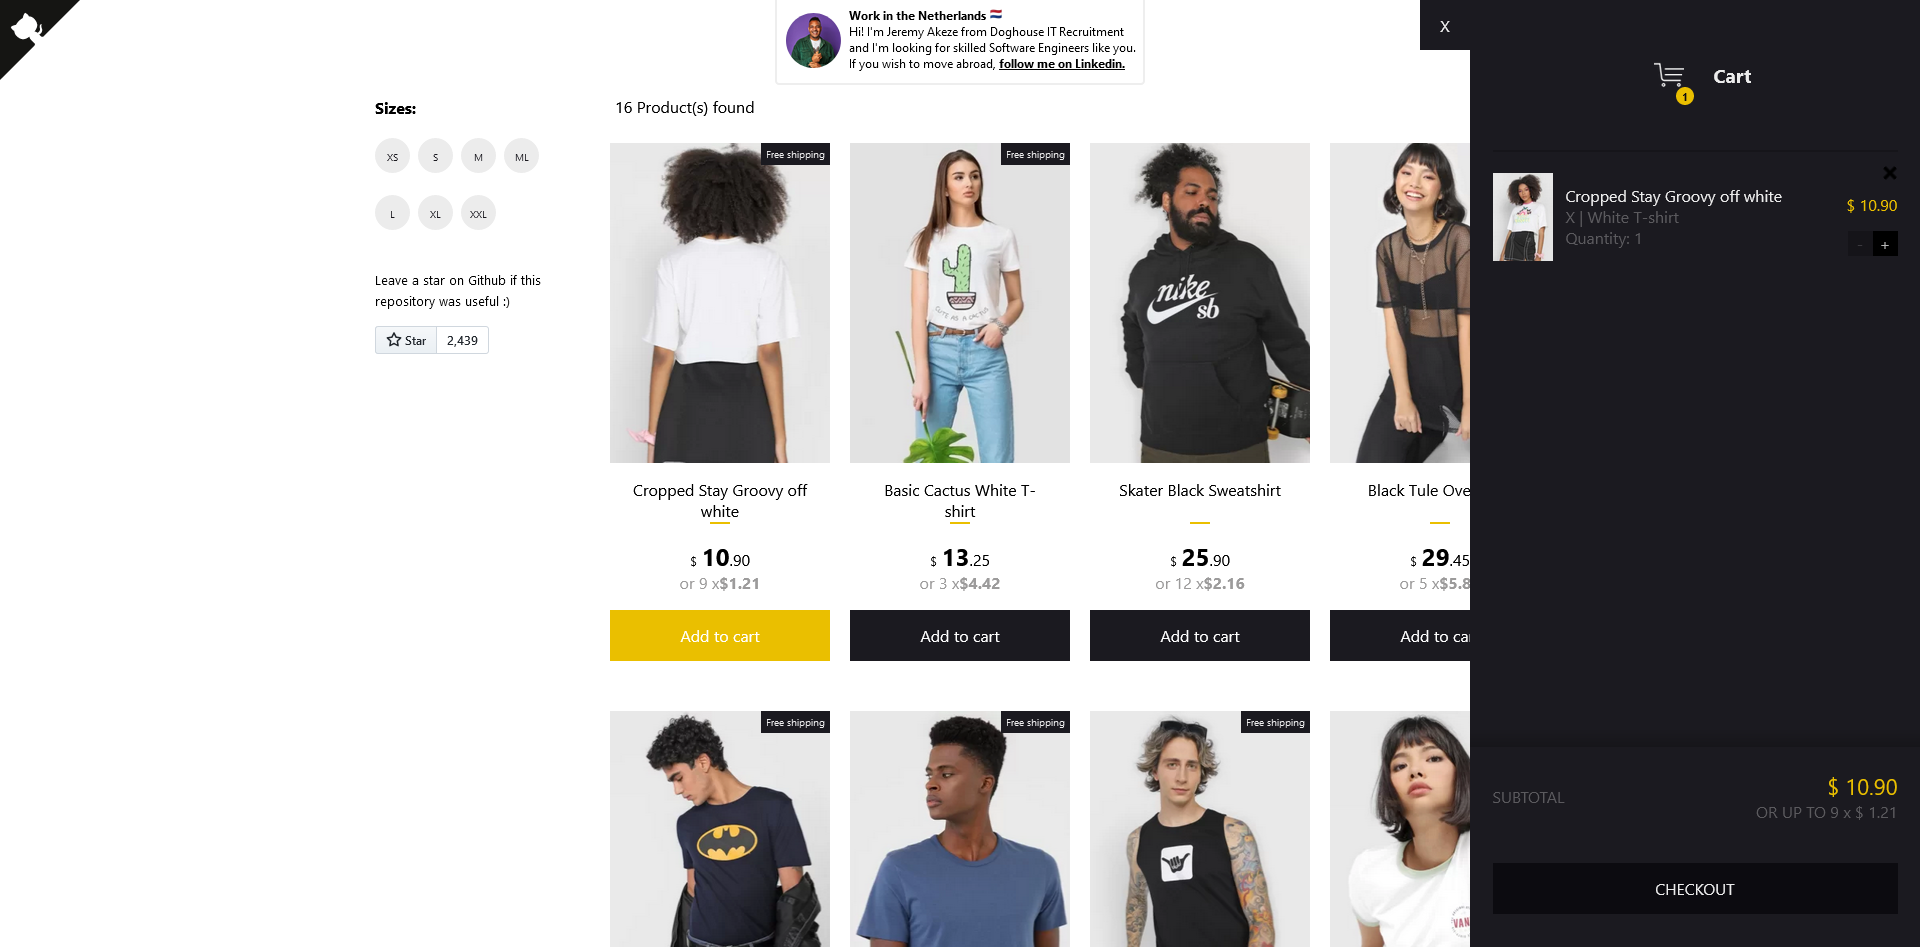 Work in the Netherlands
Hi! I'm Jeremy Akeze from Doghouse IT Recruitment
and I'm looking for skilled Software Engineers like you.
If you wish to move abroad, follow me on Linkedin.
X
Cart
1
Sizes:
XS
S
M
ML
L
XL
XXL
Leave a star on Github if this
repository was useful :)
Star
2,439
16 Product(s) found
Free shipping
Free shipping
CUTE AS A CACTUS
nike
sb
Cropped Stay Groovy off
white
$ 10.90
or 9 x$1.21
Add to cart
Basic Cactus White T-
shirt
$ 13.25
or 3 x$4.42
Add to cart
Skater Black Sweatshirt
$ 25.90
or 12 x$2.16
Add to cart
Black Tule Ove
$ 29.45
or 5 x$5.8
Add to ca
Free shipping
Free shipping
Free shipping
VAN
Cropped Stay Groovy off white
X | White T-shirt
Quantity: 1
$ 10.90
-
+
SUBTOTAL
$ 10.90
OR UP TO 9 x $ 1.21
CHECKOUT